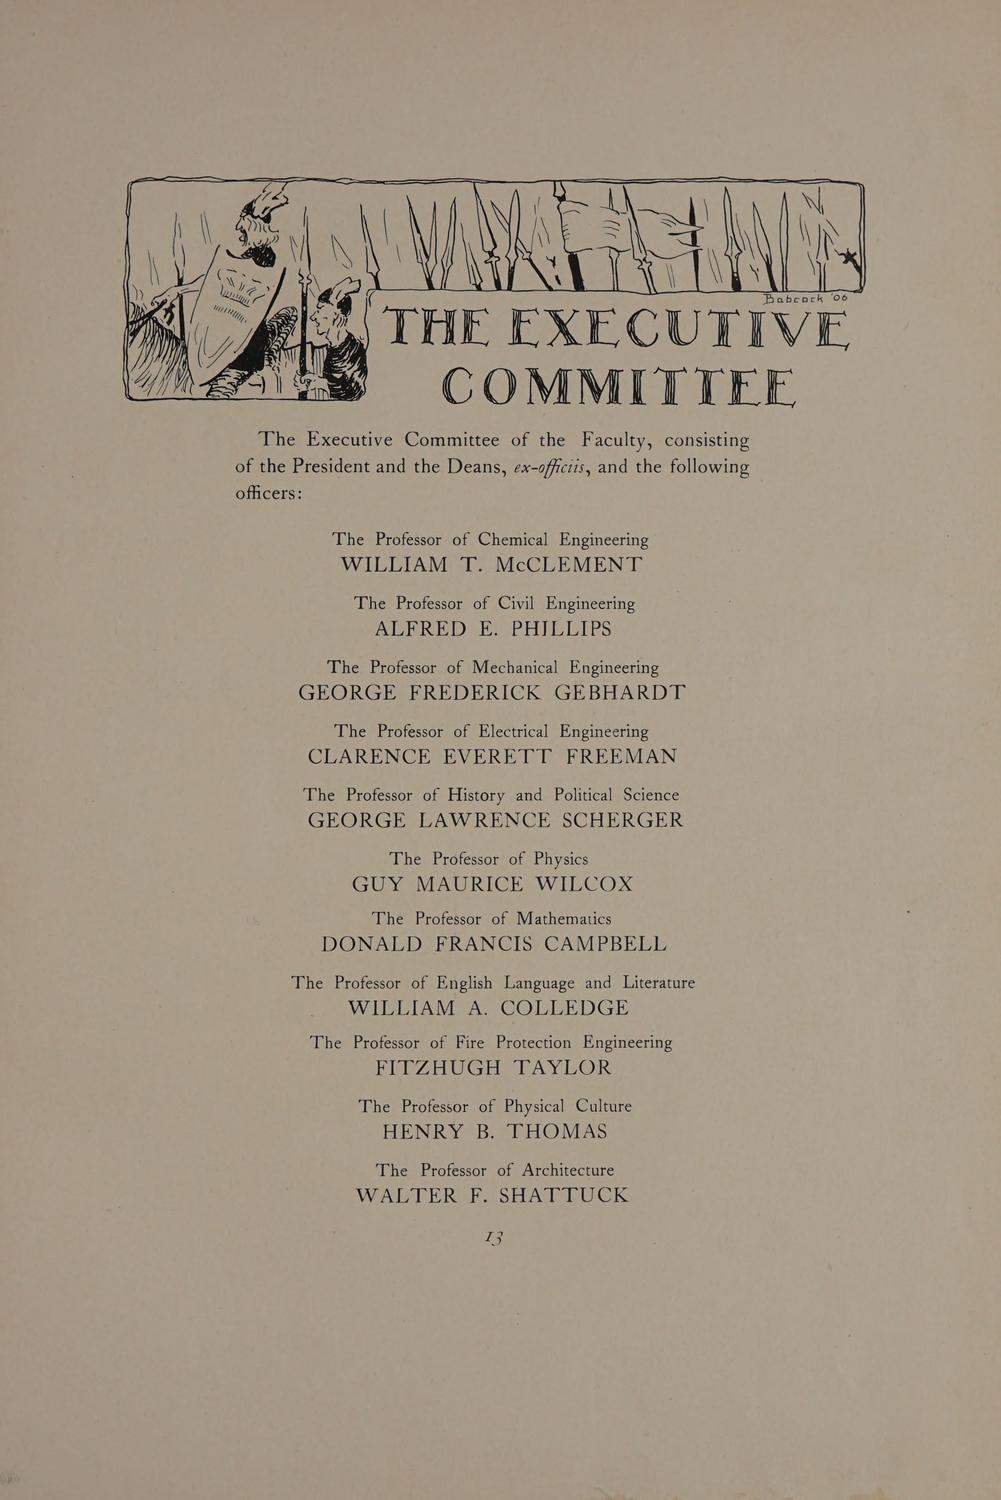 Babcock '06
THE EXECUTIVE
COMMITTEE
The Executive Committee of the Faculty, consisting
of the President and the Deans, ex-officiis, and the following
officers:
The Professor of Chemical Engineering
WILLIAM T. McCLEMENT
The Professor of Civil Engineering
ALFRED E. PHILLIPS
The Professor of Mechanical Engineering
GEORGE FREDERICK GEBHARDT
The Professor of Electrical Engineering
CLARENCE EVERETT FREEMAN
The Professor of History and Political Science
GEORGE LAWRENCE SCHERGER
The Professor of Physics
GUY MAURICE WILCOX
The Professor of Mathematics
DONALD FRANCIS CAMPBELL
The Professor of English Language and Literature
WILLIAM A. COLLEDGE
The Professor of Fire Protection Engineering
FITZHUGH TAYLOR
The Professor of Physical Culture
HENRY B. THOMAS
The Professor of Architecture
WALTER F. SHATTUCK
13